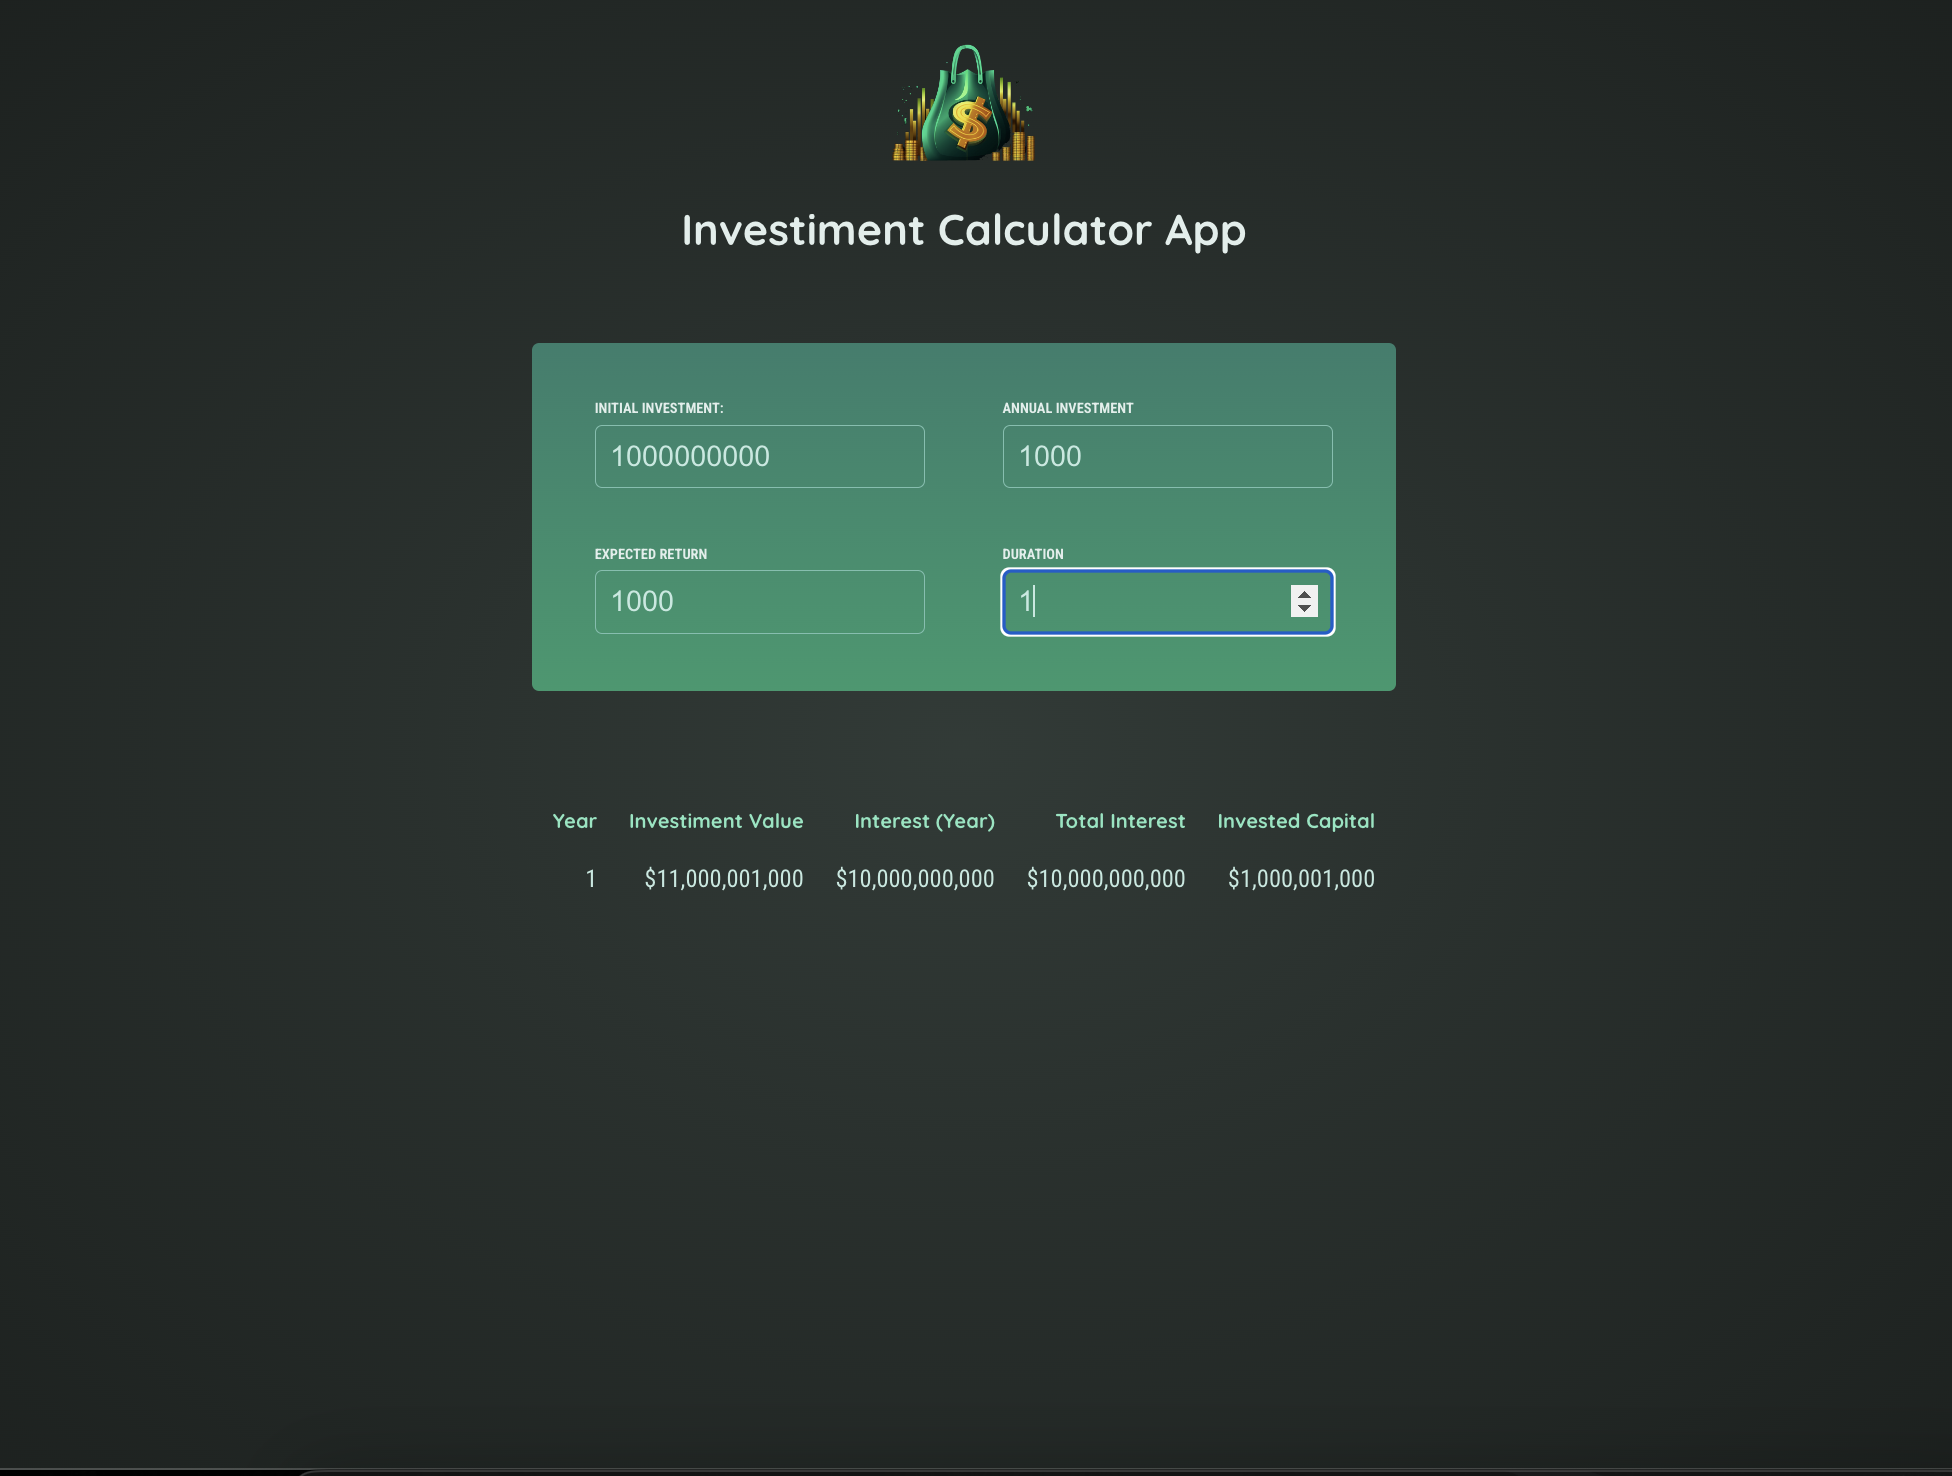 $
Investiment Calculator App
INITIAL INVESTMENT: ANNUAL INVESTMENT
1000000000 1000
EXPECTED RETURN DURATION
1000 1
Year Investiment Value Interest (Year) Total Interest Invested Capital
1 $11,000,001,000 $10,000,000,000 $10,000,000,000 $1,000,001,000